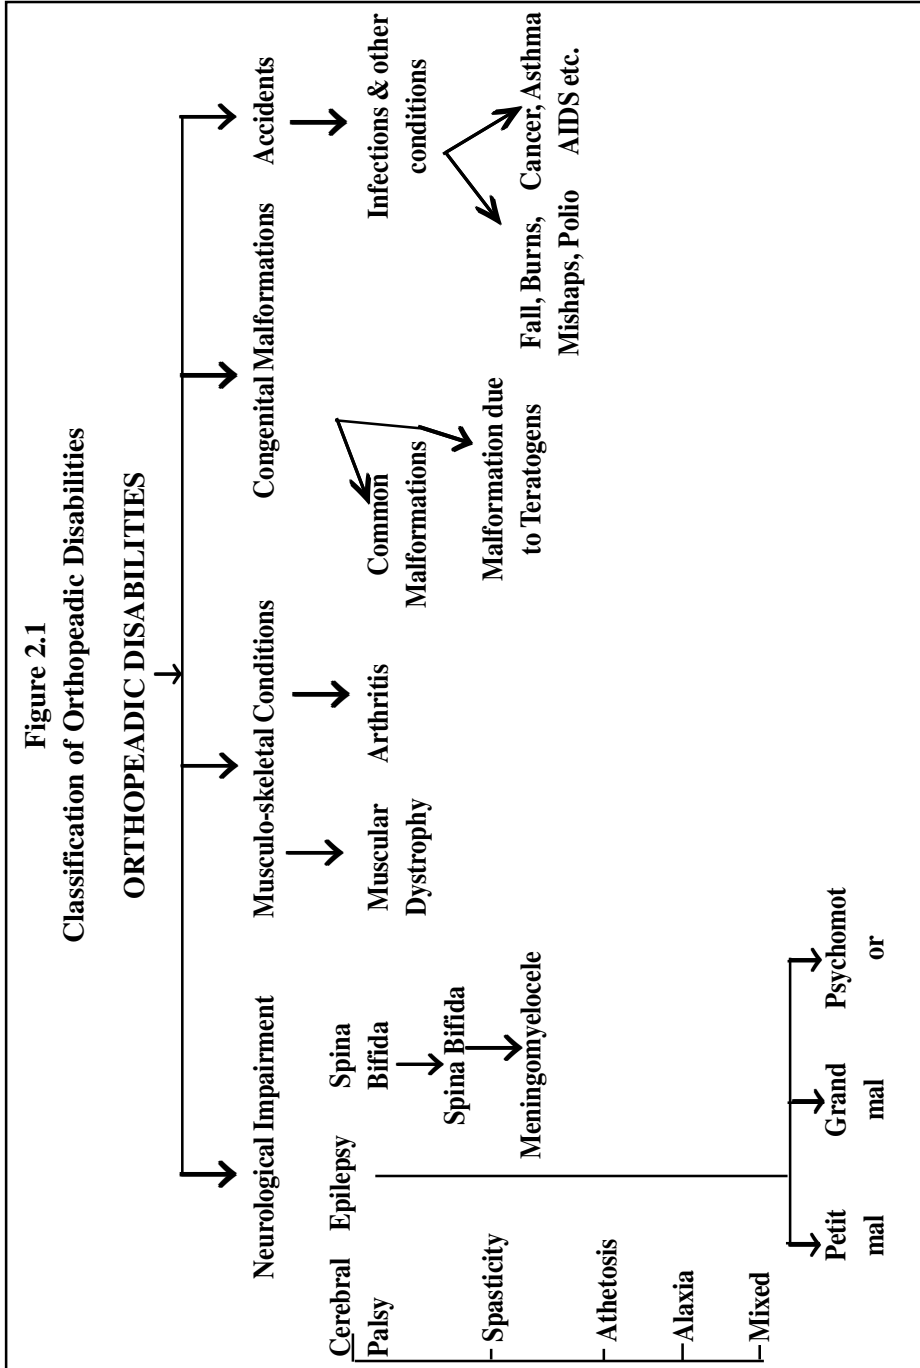 Figure 2.1
Classification of Orthopeadic Disabilities
ORTHOPEADIC DISABILITIES
Neurological Impairment
Musculo-skeletal Conditions
Congenital Malformations
Accidents
Cerebral
Palsy
Spasticity
Athetosis
Alaxia
Mixed
Epilepsy
Petit
mal
Grand
mal
Psychomot
or
Spina
Bifida
Spina Bifida
Meningomyelocele
Muscular
Dystrophy
Arthritis
Common
Malformations
Malformation due
to Teratogens
Infections & other
conditions
Fall, Burns,
Mishaps, Polio
Cancer, Asthma
AIDS etc.